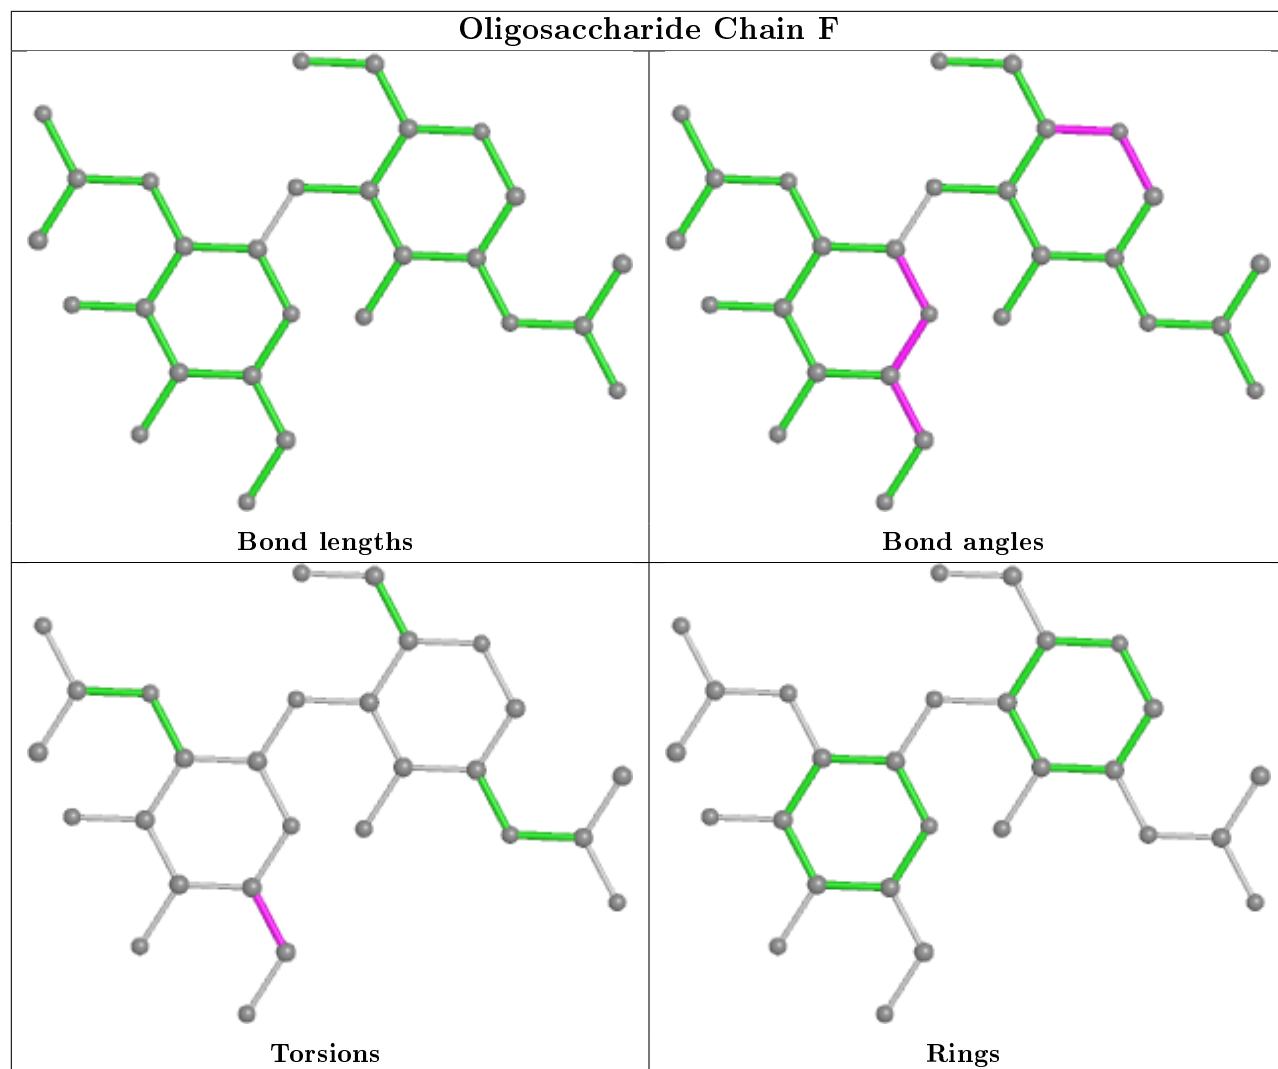 Oligosaccharide Chain F
Bond lengths
Bond angles
Torsions
Rings